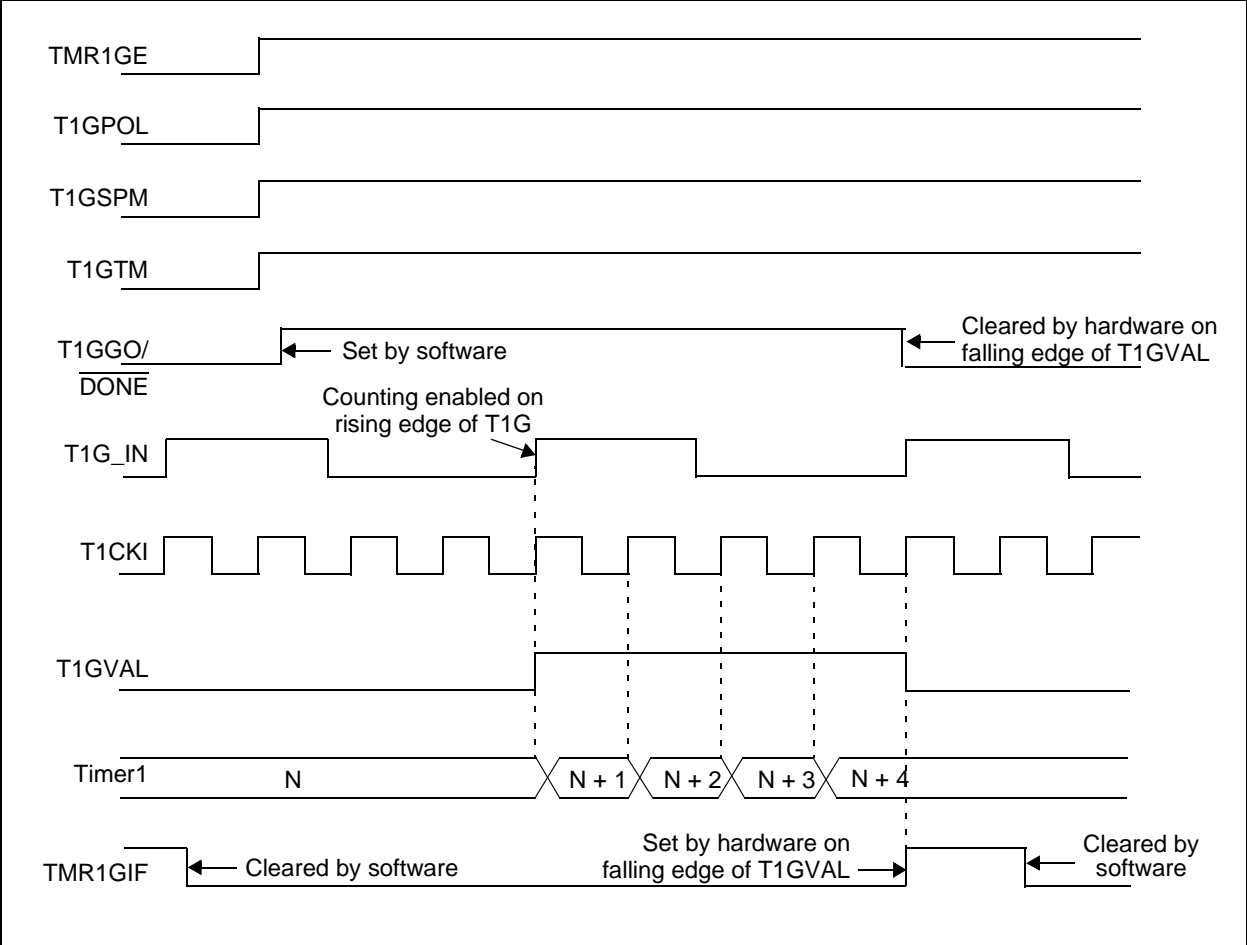 TMR1GE
T1GPOL
T1GSPM
T1GTM
T1GGO/
DONE
Set by software
Cleared by hardware on
falling edge of T1GVAL
Counting enabled on
rising edge of T1G
T1G_IN
T1CKI
T1GVAL
Timer1
N
N + 1
N + 2
N + 3
N + 4
TMR1GIF
Cleared by software
Set by hardware on
falling edge of T1GVAL
Cleared by
software